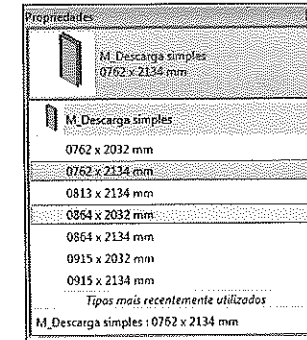 Propriedades
M_Descarga simples
0762 x 2134 mm
M_Descarga simples
0762 x 2032 mm
0762 x 2134 mm
0813 x 2134 mm
0864 x 2032 mm
0864 x 2134 mm
0915 x 2032 mm
0915 x 2134 mm
Tipos mais recentemente utilizados
M_Descarga simples : 0762 x 2134 mm